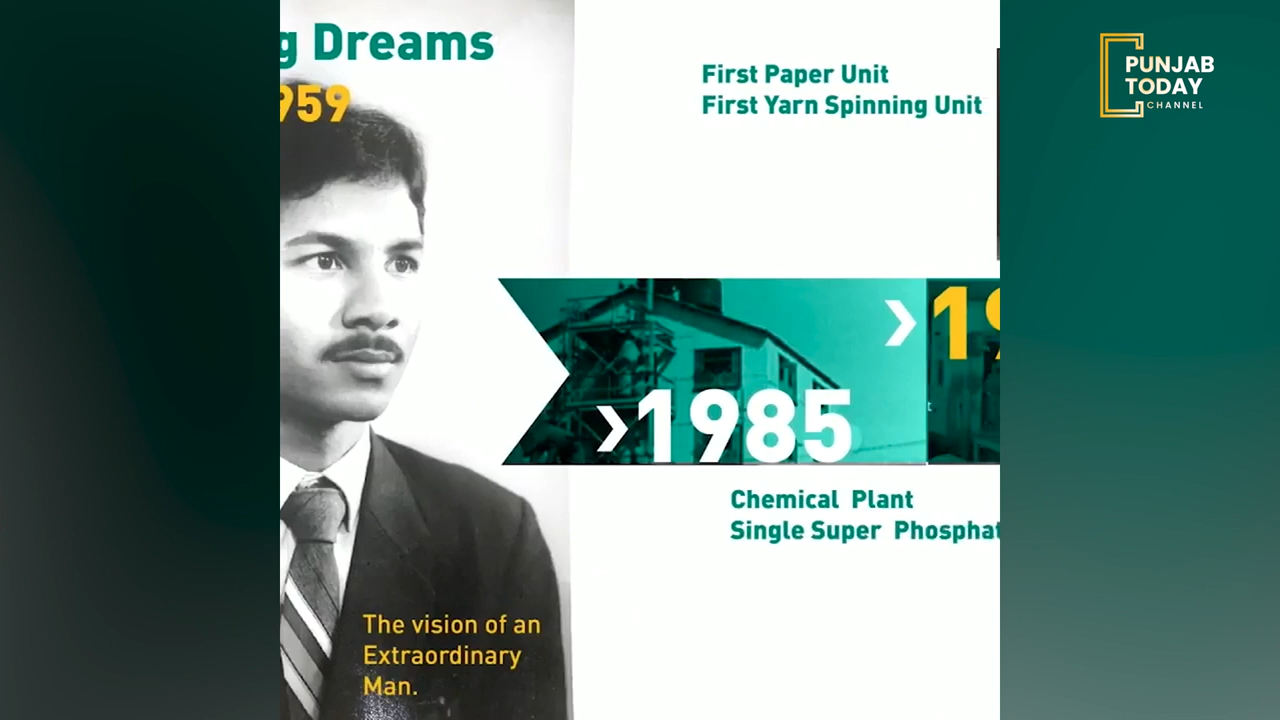 g Dreams
959
The vision of an
Extraordinary
Man.
First Paper Unit
First Yarn Spinning Unit
1985
19
Chemical Plant
Single Super Phosphat
PUNJAB
TODAY
CHANNEL